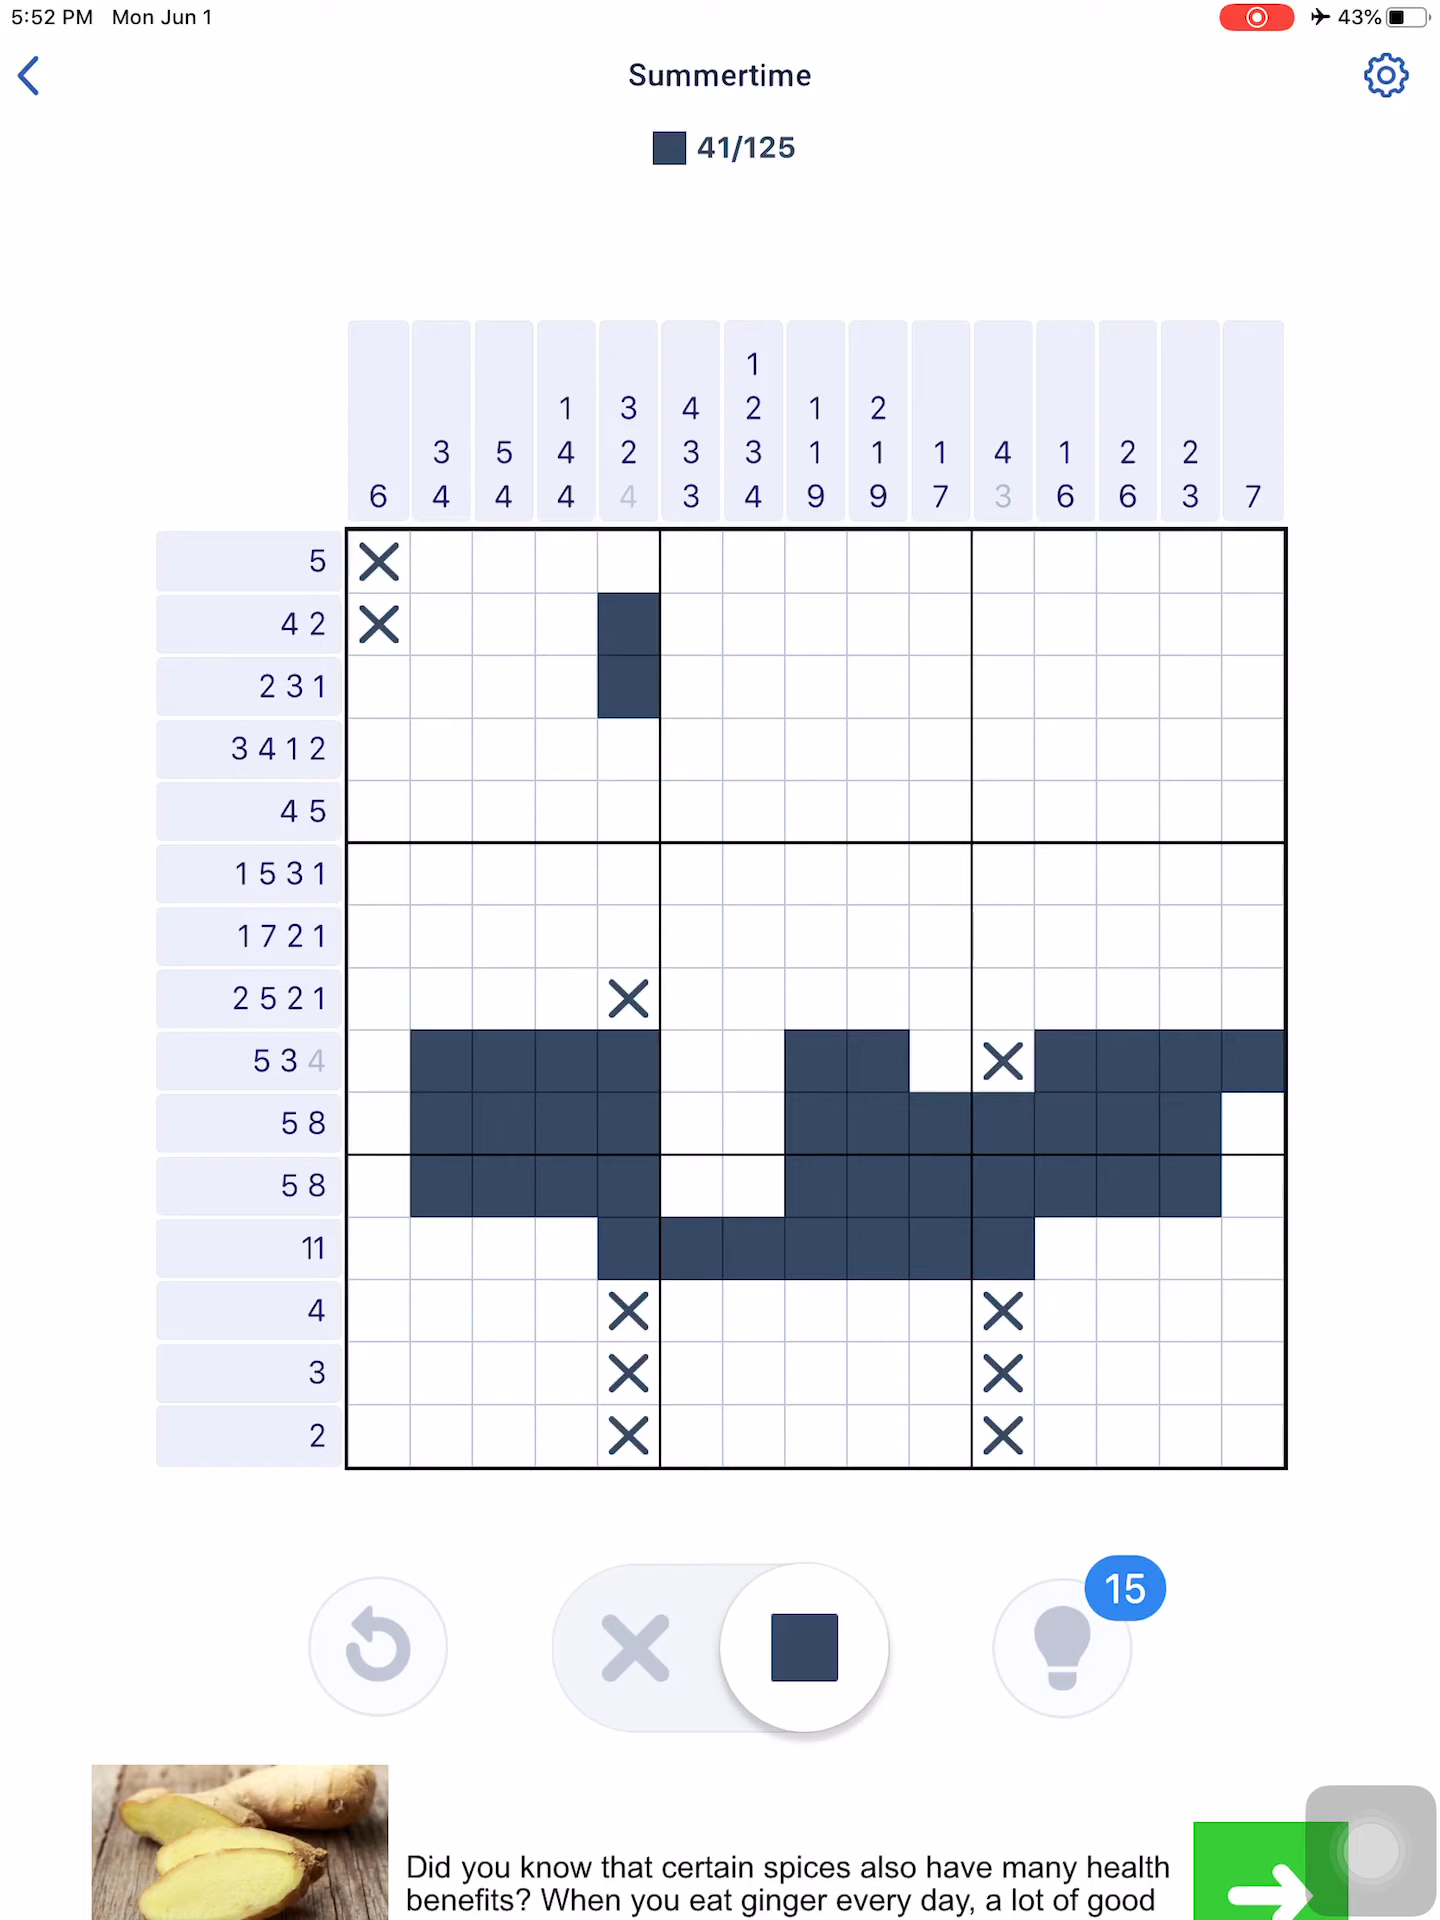 5:52 PM Mon Jun 1
43%
Summertime
41/125
1
1 3 4 2 1 2
3 5 4 2 3 3 1 1 1 4 1 2 2
6 4 4 4 4 3 4 9 9 7 3 6 6 3 7
5
4 2
2 3 1
3 4 1 2
4 5
1 5 3 1
1 7 2 1
2 5 2 1
5 3 4
5 8
5 8
11
4
3
2
15
Did you know that certain spices also have many health
benefits? When you eat ginger every day, a lot of good